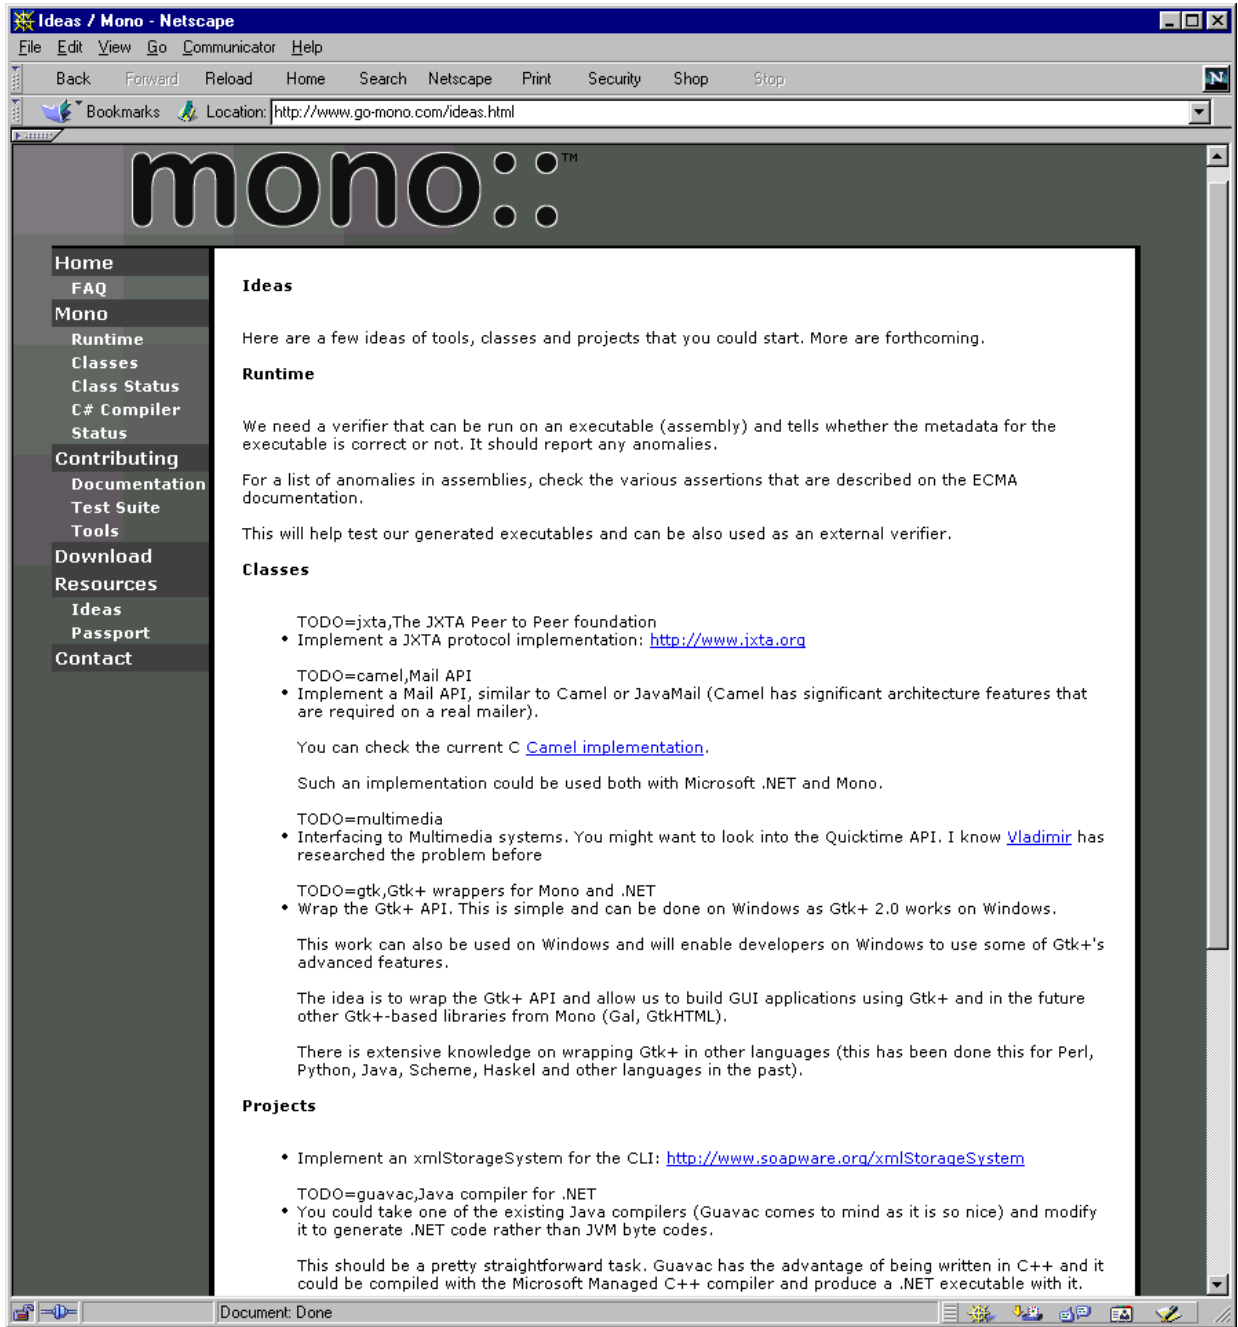 Ideas / Mono - Netscape
File Edit View Go Communicator Help
Back Forward Reload Home Search Netscape Print Security Shop Stop
N
Bookmarks Location: http://www.go-mono.com/ideas.html
mono::™
Home
FAQ
Mono
Runtime
Classes
Class Status
C# Compiler
Status
Contributing
Documentation
Test Suite
Tools
Download
Resources
Ideas
Passport
Contact
Ideas
Here are a few ideas of tools, classes and projects that you could start. More are forthcoming.
Runtime
We need a verifier that can be run on an executable (assembly) and tells whether the metadata for the
executable is correct or not. It should report any anomalies.
For a list of anomalies in assemblies, check the various assertions that are described on the ECMA
documentation.
This will help test our generated executables and can be also used as an external verifier.
Classes
TODO=jxta,The JXTA Peer to Peer foundation
• Implement a JXTA protocol implementation: http://www.jxta.org
TODO=camel,Mail API
• Implement a Mail API, similar to Camel or JavaMail (Camel has significant architecture features that
are required on a real mailer).
You can check the current C Camel implementation.
Such an implementation could be used both with Microsoft .NET and Mono.
TODO=multimedia
• Interfacing to Multimedia systems. You might want to look into the Quicktime API. I know Vladimir has
researched the problem before
TODO=gtk,Gtk+ wrappers for Mono and .NET
• Wrap the Gtk+ API. This is simple and can be done on Windows as Gtk+ 2.0 works on Windows.
This work can also be used on Windows and will enable developers on Windows to use some of Gtk+'s
advanced features.
The idea is to wrap the Gtk+ API and allow us to build GUI applications using Gtk+ and in the future
other Gtk+-based libraries from Mono (Gal, GtkHTML).
There is extensive knowledge on wrapping Gtk+ in other languages (this has been done this for Perl,
Python, Java, Scheme, Haskel and other languages in the past).
Projects
• Implement an xmlStorageSystem for the CLI: http://www.soapware.org/xmlStorageSystem
TODO=guavac,Java compiler for .NET
• You could take one of the existing Java compilers (Guavac comes to mind as it is so nice) and modify
it to generate .NET code rather than JVM byte codes.
This should be a pretty straightforward task. Guavac has the advantage of being written in C++ and it
could be compiled with the Microsoft Managed C++ compiler and produce a .NET executable with it.
Document: Done